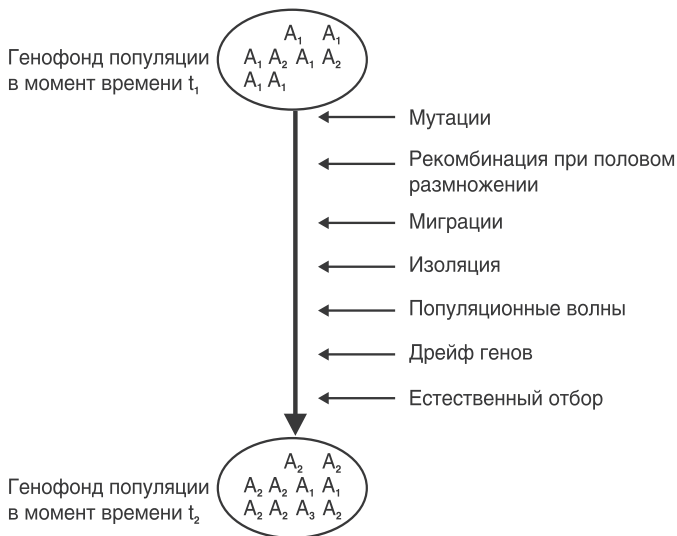 A₁ A₁
Генофонд популяции
в момент времени t₁
A₁ A₂ A₁ A₂
A₁ A₁
Мутации
Рекомбинация при половом
размножении
Миграции
Изоляция
Популяционные волны
Дрейф генов
Естественный отбор
A₂ A₂
Генофонд популяции
в момент времени t₂
A₂ A₂ A₁ A₁
A₂ A₂ A₃ A₂